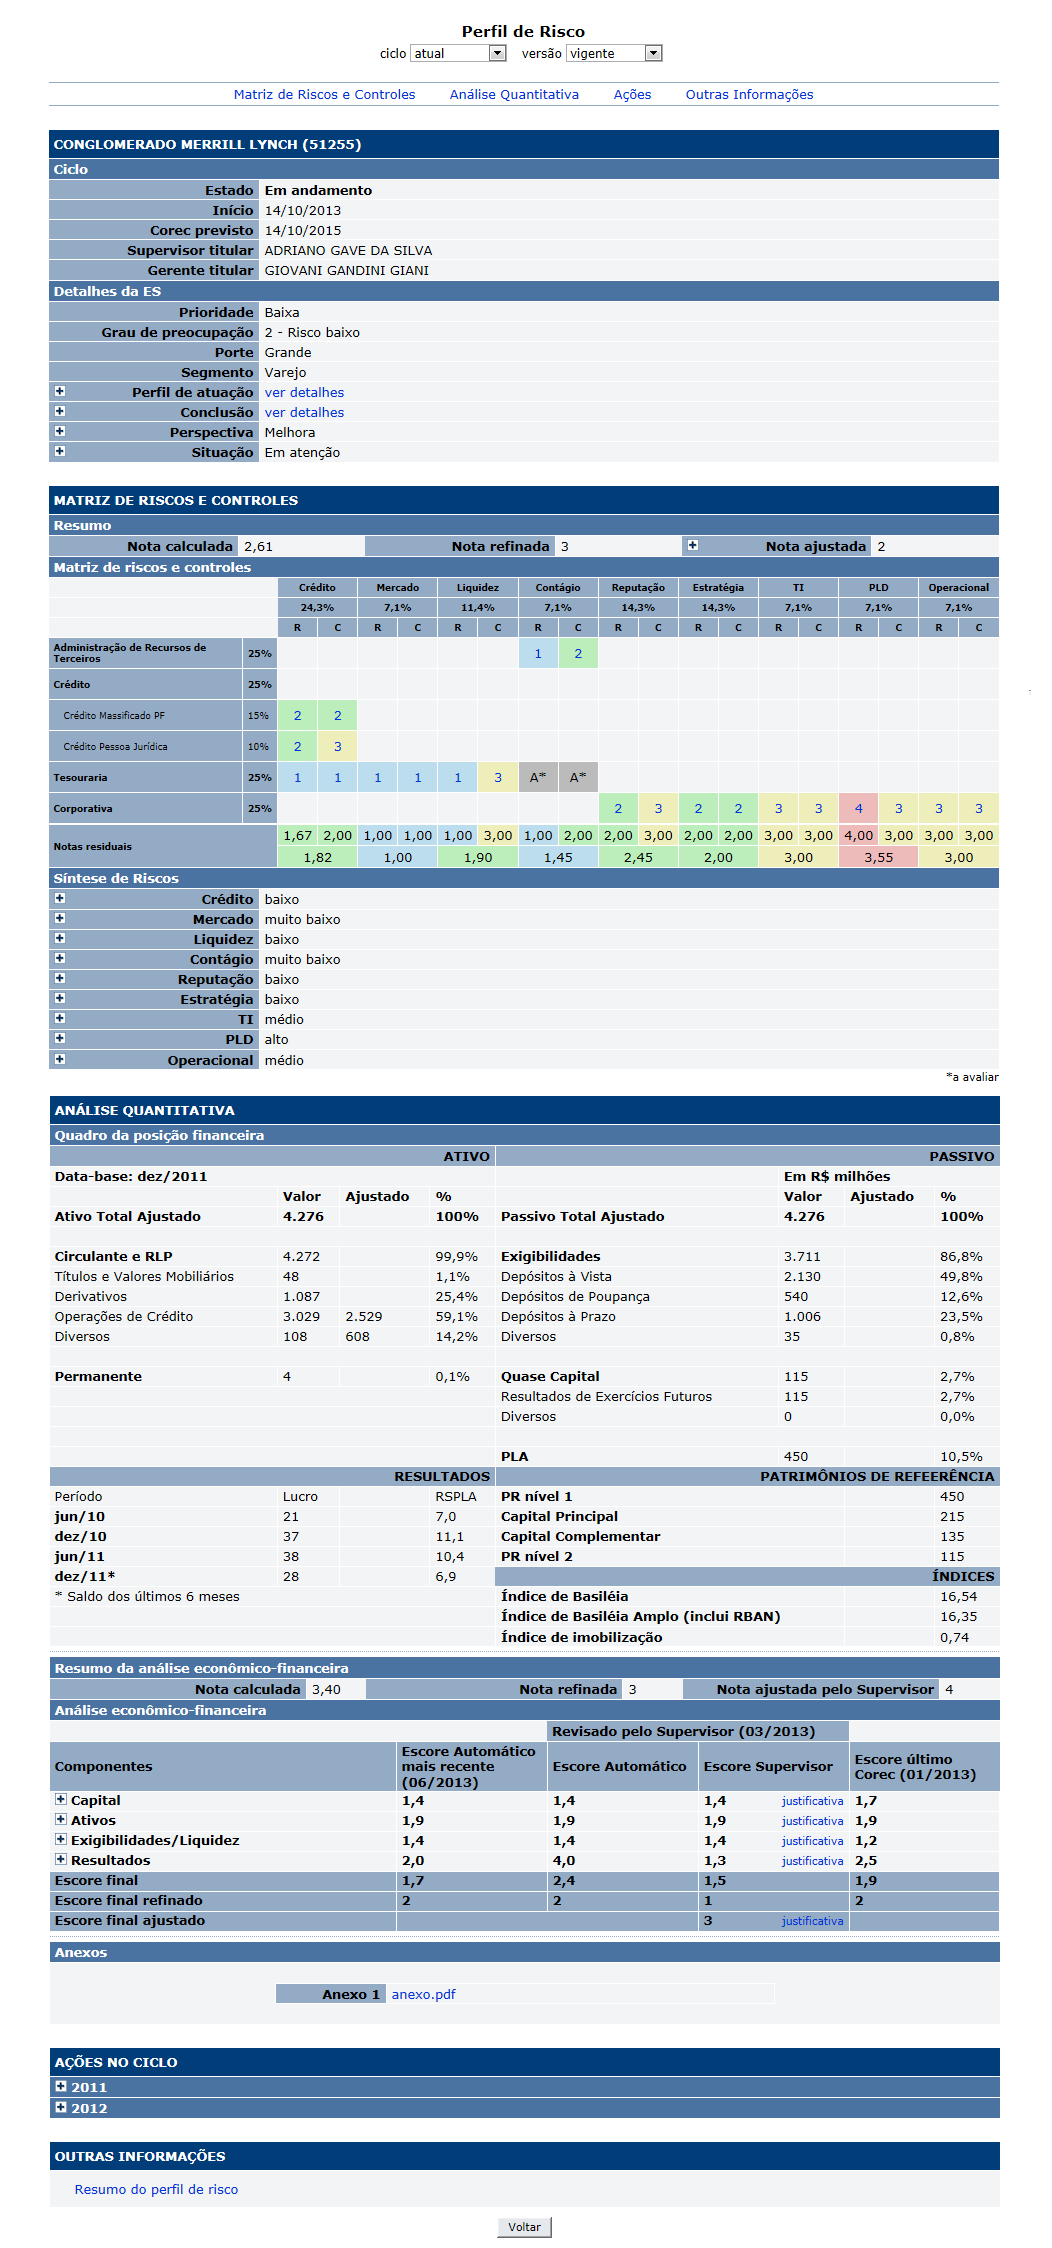 Perfil de Risco
ciclo atual versão vigente
Matriz de Riscos e Controles Análise Quantitativa Ações Outras Informações
CONGLOMERADO MERRILL LYNCH (51255)
Ciclo
Estado Em andamento
Início 14/10/2013
Corec previsto 14/10/2015
Supervisor titular ADRIANO GAVE DA SILVA
Gerente titular GIOVANI GANDINI GIANI
Detalhes da ES
Prioridade Baixa
Grau de preocupação 2 - Risco baixo
Porte Grande
Segmento Varejo
Perfil de atuação ver detalhes
Conclusão ver detalhes
Perspectiva Melhora
Situação Em atenção
MATRIZ DE RISCOS E CONTROLES
Resumo
Nota calculada 2,61 Nota refinada 3 Nota ajustada 2
Matriz de riscos e controles
Crédito Mercado Liquidez Contágio Reputação Estratégia TI PLD Operacional
24,3% 7,1% 11,4% 7,1% 14,3% 14,3% 7,1% 7,1% 7,1%
R C R C R C R C R C R C R C R C R C
Administração de Recursos de Terceiros 25% 1 2
Crédito 25%
Crédito Massificado PF 15% 2 2
Crédito Pessoa Jurídica 10% 2 3
Tesouraria 25% 1 1 1 1 1 3 A* A*
Corporativa 25% 2 3 2 2 3 3 4 3 3 3
Notas residuais 1,67 2,00 1,00 1,00 1,00 3,00 1,00 2,00 2,00 3,00 2,00 2,00 3,00 3,00 4,00 3,00 3,00 3,00
1,82 1,00 1,90 1,45 2,45 2,00 3,00 3,55 3,00
Síntese de Riscos
Crédito baixo
Mercado muito baixo
Liquidez baixo
Contágio muito baixo
Reputação baixo
Estratégia baixo
TI médio
PLD alto
Operacional médio
*a avaliar
ANÁLISE QUANTITATIVA
Quadro da posição financeira
ATIVO PASSIVO
Data-base: dez/2011 Em R$ milhões
Valor Ajustado % Valor Ajustado %
Ativo Total Ajustado 4.276 100% Passivo Total Ajustado 4.276 100%
Circulante e RLP 4.272 99,9% Exigibilidades 3.711 86,8%
Títulos e Valores Mobiliários 48 1,1% Depósitos à Vista 2.130 49,8%
Derivativos 1.087 25,4% Depósitos de Poupança 540 12,6%
Operações de Crédito 3.029 2.529 59,1% Depósitos à Prazo 1.006 23,5%
Diversos 108 608 14,2% Diversos 35 0,8%
Permanente 4 0,1% Quase Capital 115 2,7%
Resultados de Exercícios Futuros 115 2,7%
Diversos 0 0,0%
PLA 450 10,5%
RESULTADOS PATRIMÔNIOS DE REFEERÊNCIA
Período Lucro RSPLA PR nível 1 450
jun/10 21 7,0 Capital Principal 215
dez/10 37 11,1 Capital Complementar 135
jun/11 38 10,4 PR nível 2 115
dez/11* 28 6,9 ÍNDICES
* Saldo dos últimos 6 meses Índice de Basiléia 16,54
Índice de Basiléia Amplo (inclui RBAN) 16,35
Índice de imobilização 0,74
Resumo da análise econômico-financeira
Nota calculada 3,40 Nota refinada 3 Nota ajustada pelo Supervisor 4
Análise econômico-financeira
Revisado pelo Supervisor (03/2013)
Componentes Escore Automático mais recente (06/2013) Escore Automático Escore Supervisor Escore último Corec (01/2013)
Capital 1,4 1,4 1,4 justificativa 1,7
Ativos 1,9 1,9 1,9 justificativa 1,9
Exigibilidades/Liquidez 1,4 1,4 1,4 justificativa 1,2
Resultados 2,0 4,0 1,3 justificativa 2,5
Escore final 1,7 2,4 1,5 1,9
Escore final refinado 2 2 1 2
Escore final ajustado 3 justificativa
Anexos
Anexo 1 anexo.pdf
AÇÕES NO CICLO
2011
2012
OUTRAS INFORMAÇÕES
Resumo do perfil de risco
Voltar